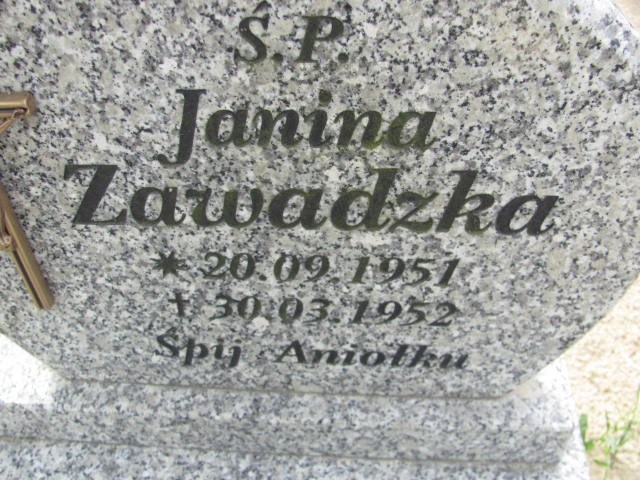 Ś.P.
Janina
Zawadzka
* 20.09.1951
† 30.03.1952
Śpij Aniołku